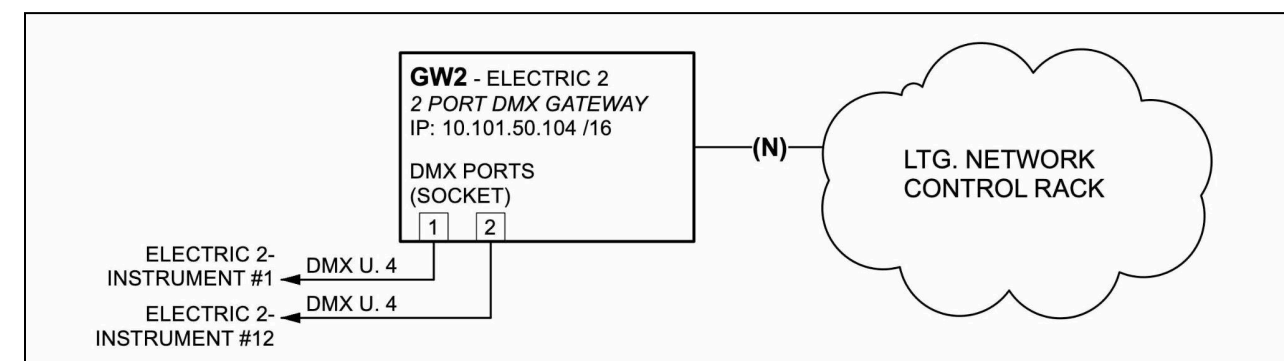 GW2 - ELECTRIC 2
2 PORT DMX GATEWAY
IP: 10.101.50.104 /16
DMX PORTS
(SOCKET)
1 2
(N)
LTG. NETWORK
CONTROL RACK
ELECTRIC 2-
INSTRUMENT #1
DMX U. 4
ELECTRIC 2-
INSTRUMENT #12
DMX U. 4